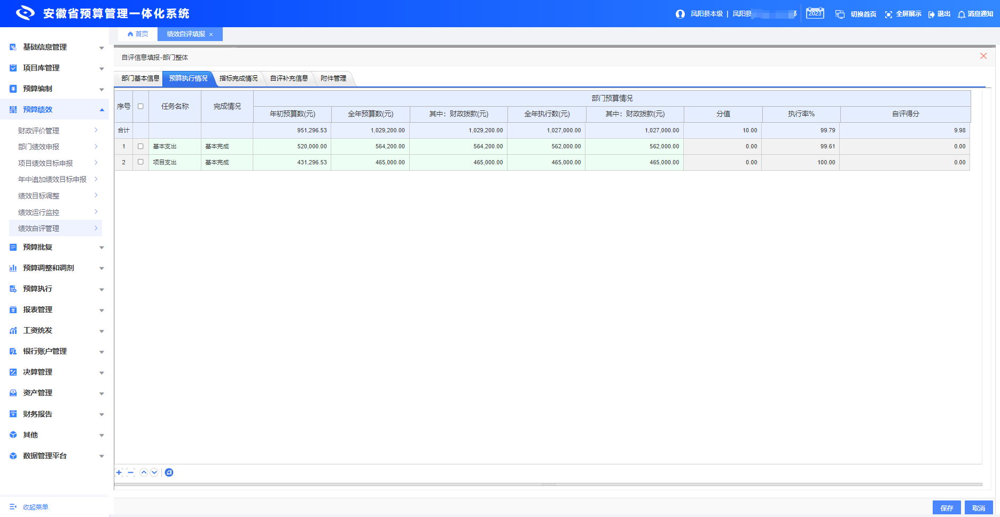 安徽省预算管理一体化系统
凤阳县本级 | 凤阳县
2023
切换首页
全屏展示
退出
消息通知
首页
绩效自评填报 ×
基础信息管理
项目库管理
预算编制
预算绩效
财政评价管理
部门绩效申报
项目绩效目标申报
年中追加绩效目标申报
绩效目标调整
绩效运行监控
绩效自评管理
预算批复
预算调整和调剂
预算执行
报表管理
工资统发
银行账户管理
决算管理
资产管理
财务报告
其他
数据管理平台
收起菜单
自评信息填报-部门整体
部门基本信息 预算执行情况 指标完成情况 自评补充信息 附件管理
序号 任务名称 完成情况 部门预算情况
年初预算数(元) 全年预算数(元) 其中：财政拨款(元) 全年执行数(元) 其中：财政拨款(元) 分值 执行率% 自评得分
合计 951,296.53 1,029,200.00 1,029,200.00 1,027,000.00 1,027,000.00 10.00 99.79 9.98
1 基本支出 基本完成 520,000.00 564,200.00 564,200.00 562,000.00 562,000.00 0.00 99.61 0.00
2 项目支出 基本完成 431,296.53 465,000.00 465,000.00 465,000.00 465,000.00 0.00 100.00 0.00
保存 取消